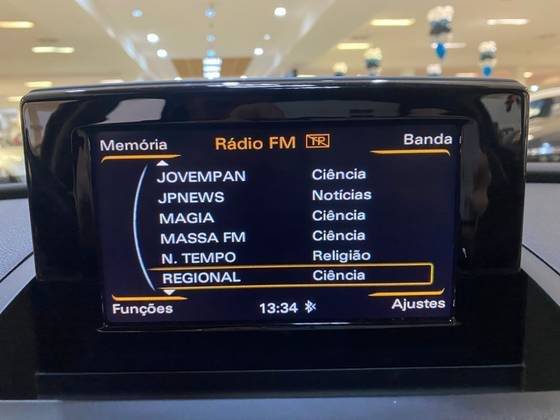 Memória Rádio FM TR Banda
JOVEMPAN Ciência
JPNEWS Notícias
MAGIA Ciência
MASSA FM Ciência
N. TEMPO Religião
REGIONAL Ciência
Funções 13:34 Ajustes